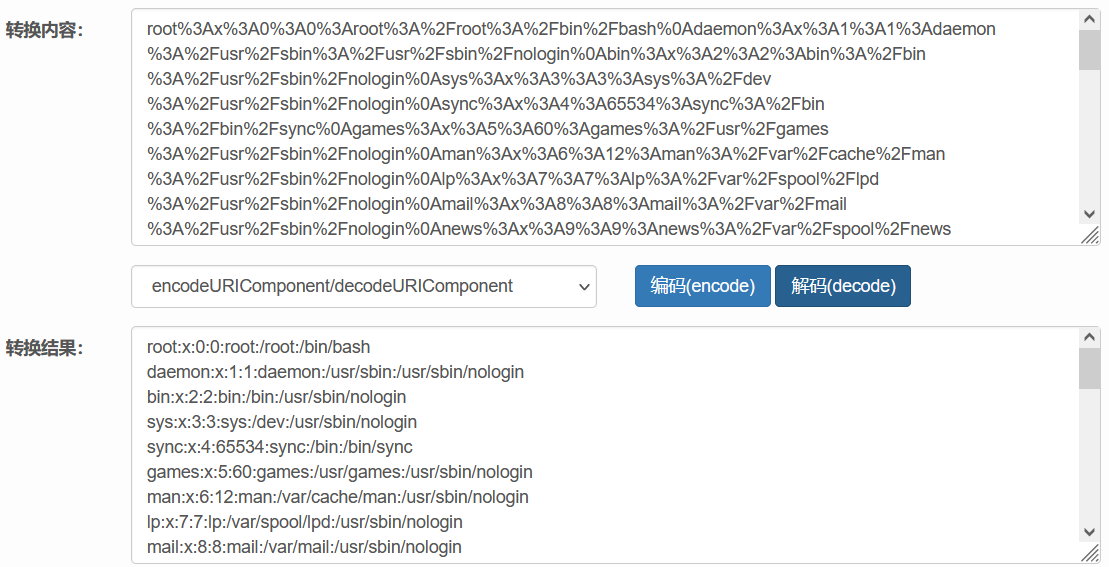 转换内容：
root%3Ax%3A0%3A0%3Aroot%3A%2Froot%3A%2Fbin%2Fbash%0Adaemon%3Ax%3A1%3A1%3Adaemon
%3A%2Fusr%2Fsbin%3A%2Fusr%2Fsbin%2Fnologin%0Abin%3Ax%3A2%3A2%3Abin%3A%2Fbin
%3A%2Fusr%2Fsbin%2Fnologin%0Asys%3Ax%3A3%3A3%3Asys%3A%2Fdev
%3A%2Fusr%2Fsbin%2Fnologin%0Async%3Ax%3A4%3A65534%3Async%3A%2Fbin
%3A%2Fbin%2Fsync%0Agames%3Ax%3A5%3A60%3Agames%3A%2Fusr%2Fgames
%3A%2Fusr%2Fsbin%2Fnologin%0Aman%3Ax%3A6%3A12%3Aman%3A%2Fvar%2Fcache%2Fman
%3A%2Fusr%2Fsbin%2Fnologin%0Alp%3Ax%3A7%3A7%3Alp%3A%2Fvar%2Fspool%2Flpd
%3A%2Fusr%2Fsbin%2Fnologin%0Amail%3Ax%3A8%3A8%3Amail%3A%2Fvar%2Fmail
%3A%2Fusr%2Fsbin%2Fnologin%0Anews%3Ax%3A9%3A9%3Anews%3A%2Fvar%2Fspool%2Fnews
encodeURIComponent/decodeURIComponent
编码(encode)
解码(decode)
转换结果：
root:x:0:0:root:/root:/bin/bash
daemon:x:1:1:daemon:/usr/sbin:/usr/sbin/nologin
bin:x:2:2:bin:/bin:/usr/sbin/nologin
sys:x:3:3:sys:/dev:/usr/sbin/nologin
sync:x:4:65534:sync:/bin:/bin/sync
games:x:5:60:games:/usr/games:/usr/sbin/nologin
man:x:6:12:man:/var/cache/man:/usr/sbin/nologin
lp:x:7:7:lp:/var/spool/lpd:/usr/sbin/nologin
mail:x:8:8:mail:/var/mail:/usr/sbin/nologin